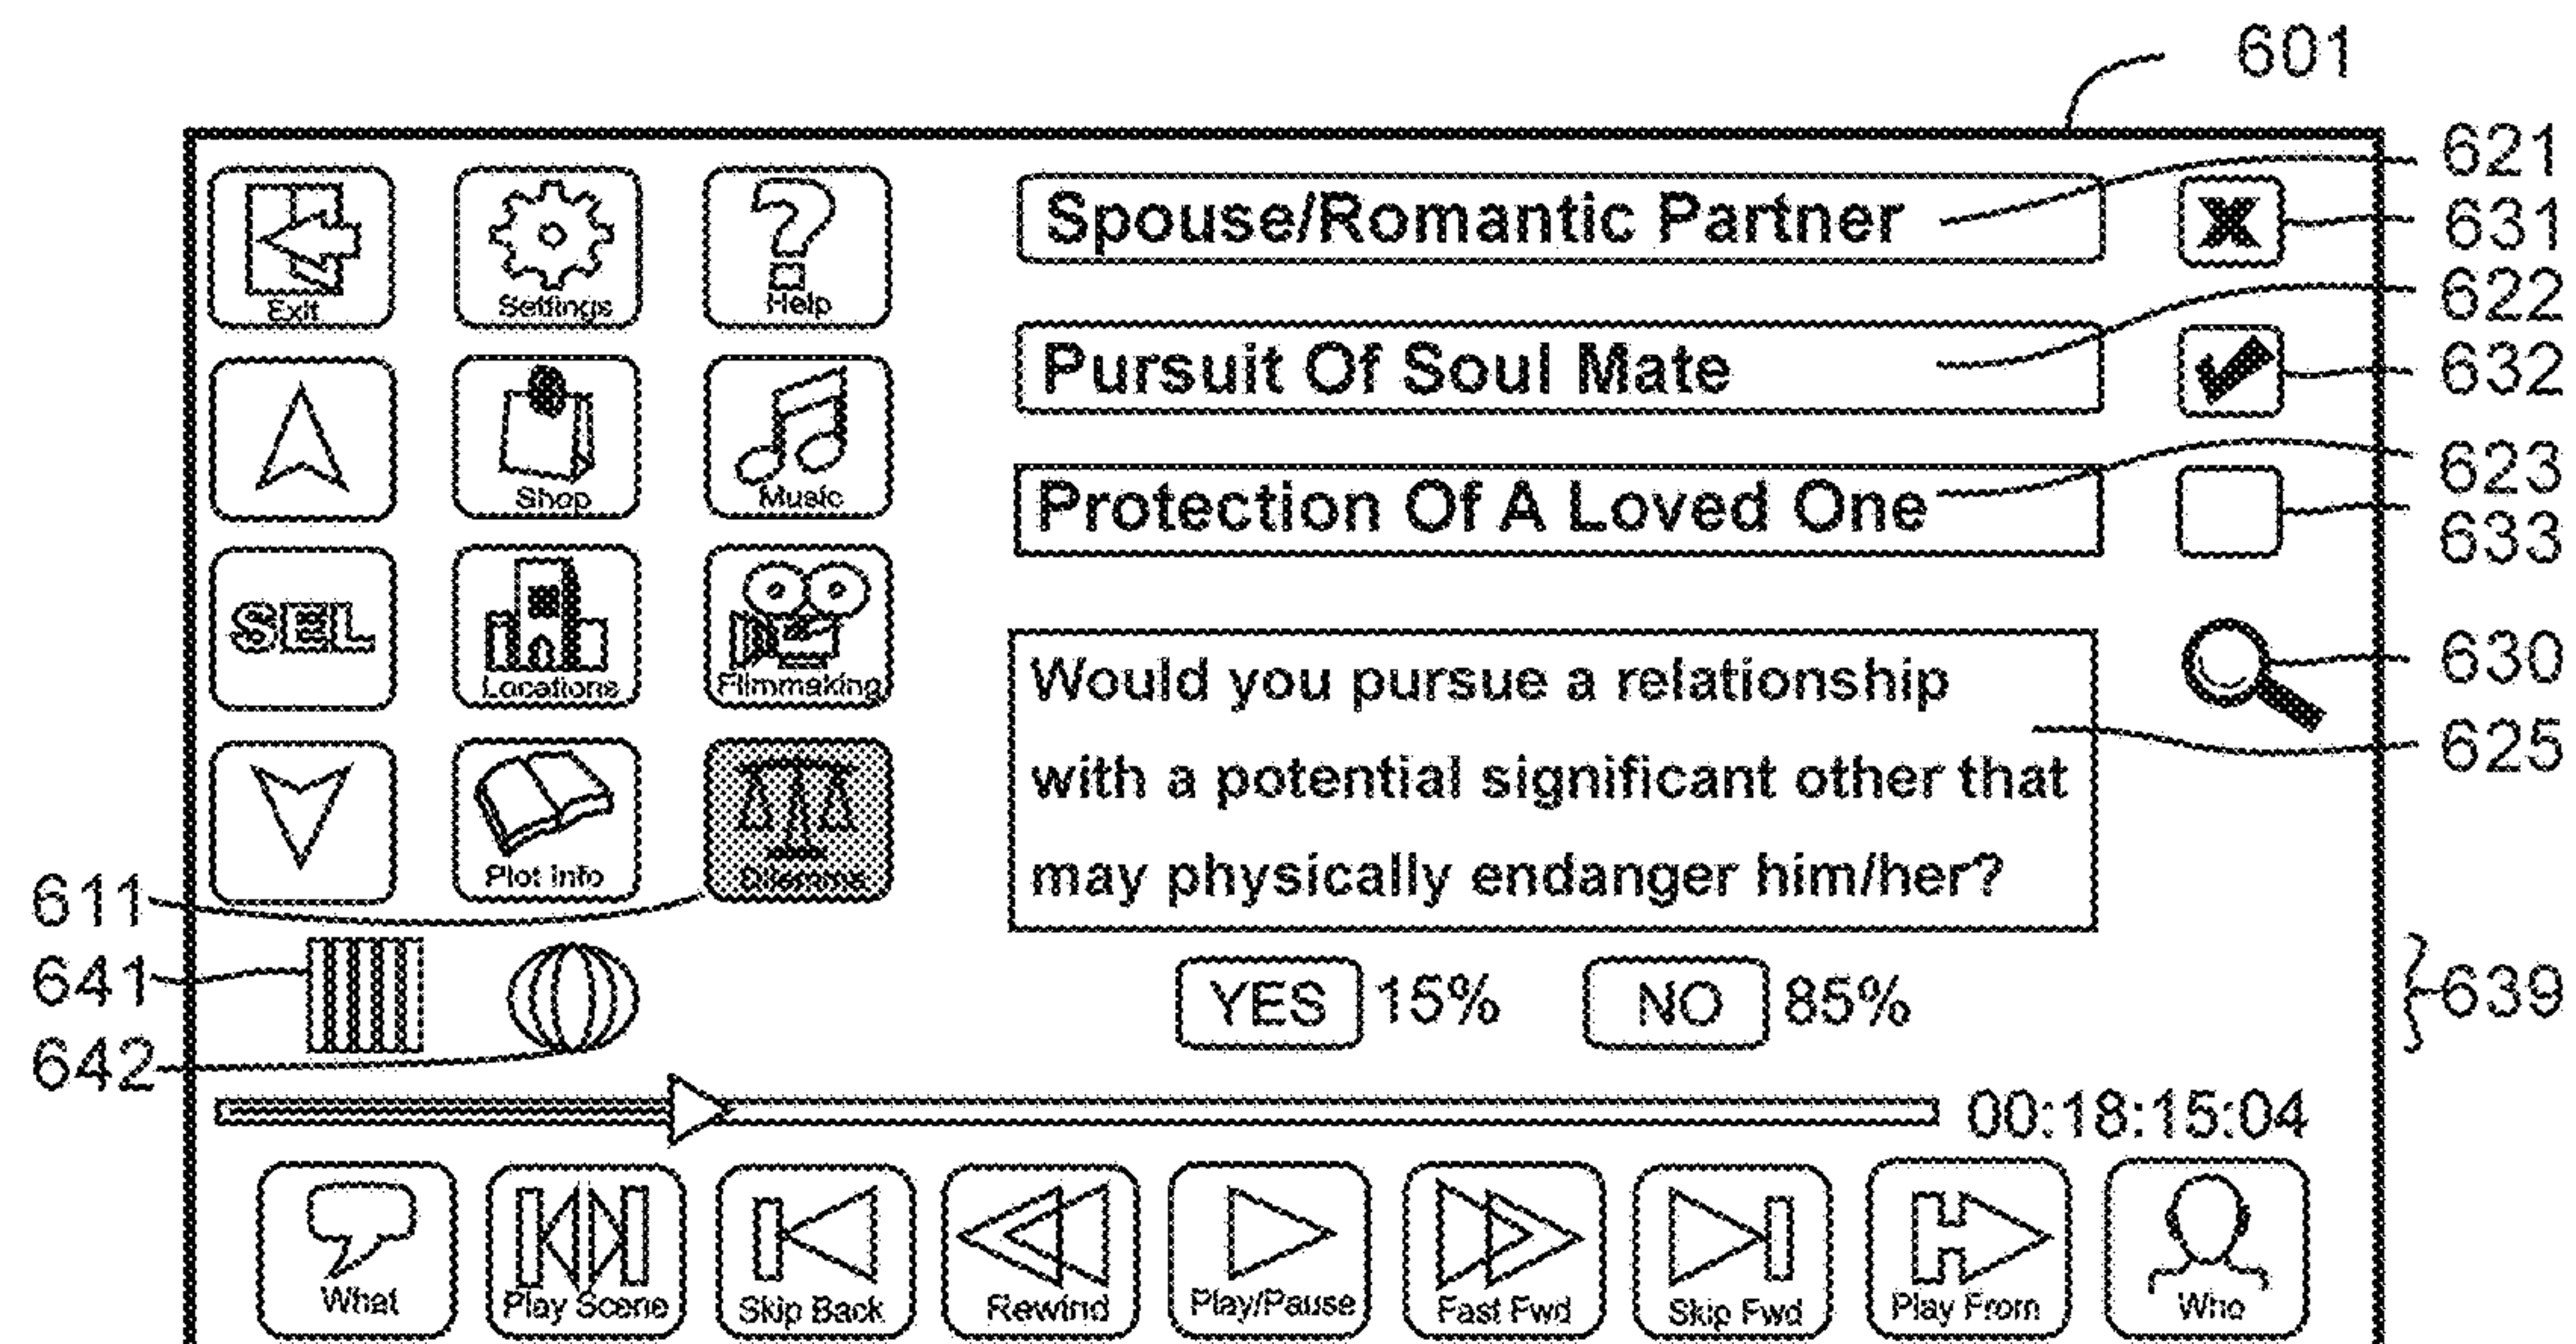 601
Spouse/Romantic Partner
621
631
Exit
Settings
Help
622
Pursuit Of Soul Mate
632
Shop
Music
623
Protection Of A Loved One
633
SEL
Locations
Filmmaking
630
Would you pursue a relationship
625
with a potential significant other that
may physically endanger him/her?
Plot Info
Dilemma
611
641
YES 15%
NO 85%
639
642
00:18:15:04
What
Play Scene
Skip Back
Rewind
Play/Pause
Fast Fwd
Skip Fwd
Play From
Who